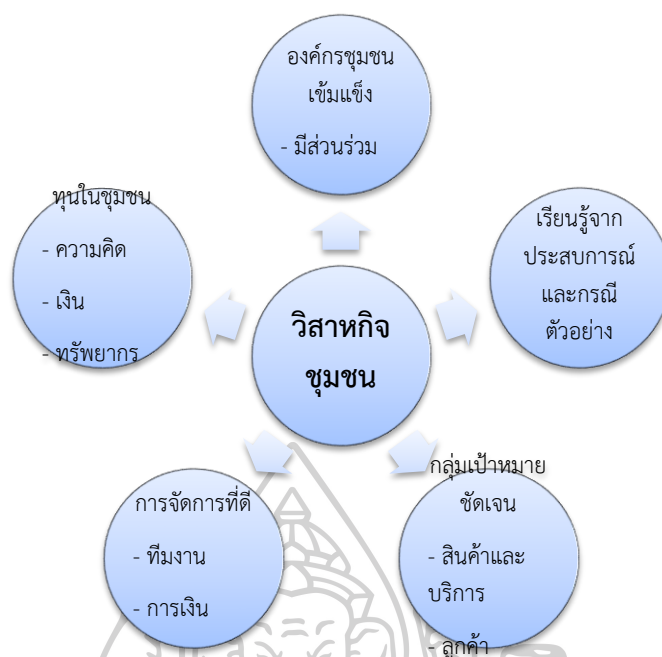 องค์กรชุมชน
เข้มแข็ง
- มีส่วนร่วม
ทุนในชุมชน
- ความคิด
- เงิน
- ทรัพยากร
เรียนรู้จาก
ประสบการณ์
และกรณี
ตัวอย่าง
วิสาหกิจ
ชุมชน
การจัดการที่ดี
- ทีมงาน
- การเงิน
กลุ่มเป้าหมาย
ชัดเจน
- สินค้าและ
บริการ
- ลูกค้า